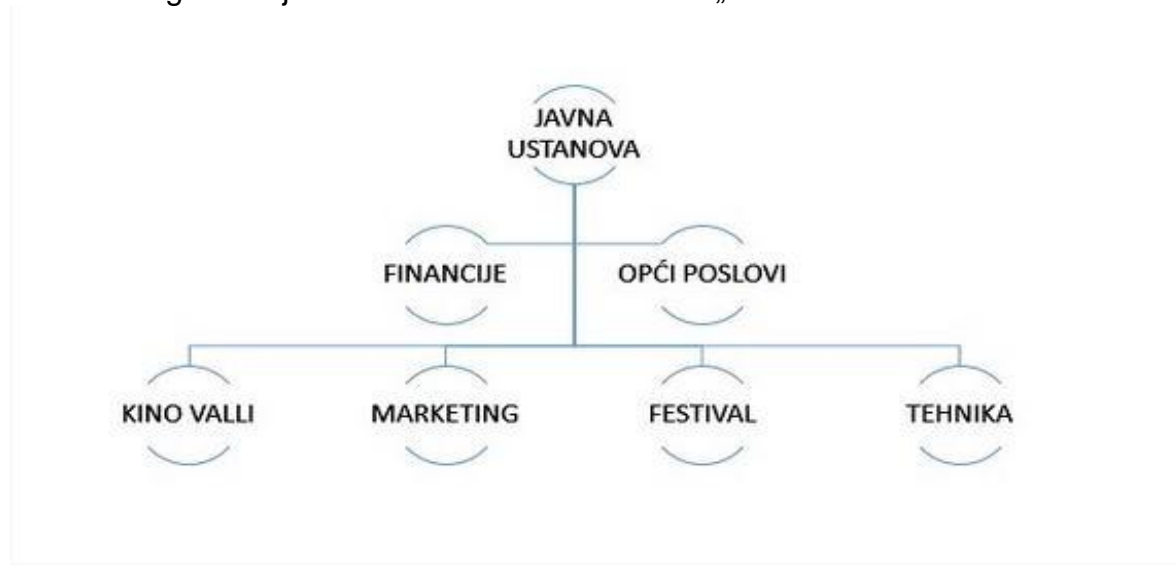 JAVNA
USTANOVA
FINANCIJE
OPĆI POSLOVI
KINO VALLI
MARKETING
FESTIVAL
TEHNIKA